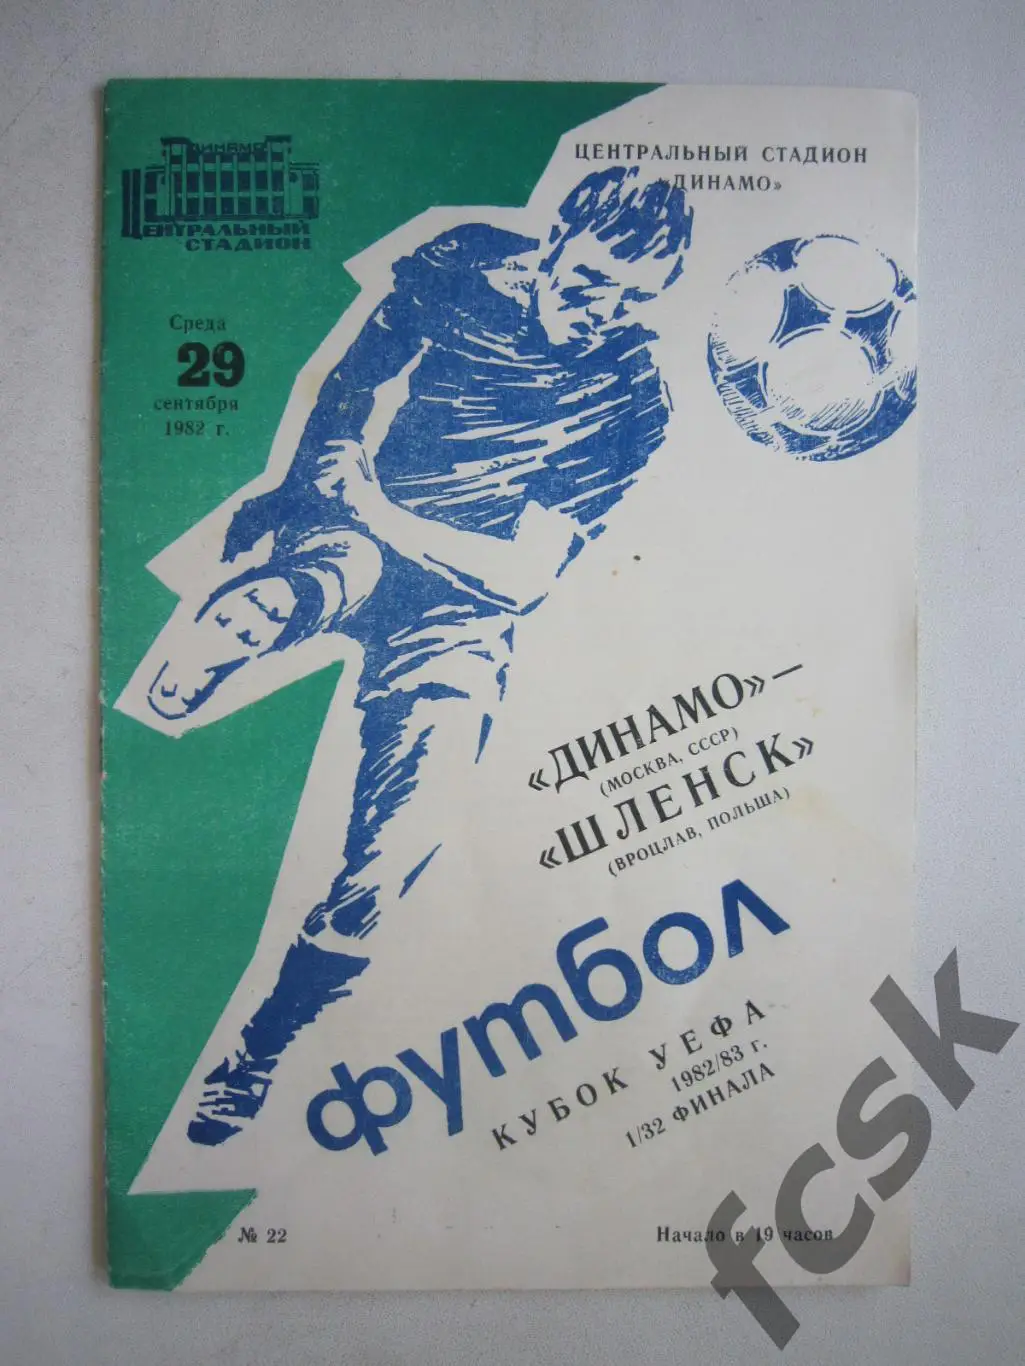 ДИНАМО
ЦЕНТРАЛЬНЫЙ
СТАДИОН
ЦЕНТРАЛЬНЫЙ СТАДИОН
«ДИНАМО»
Среда
29
сентября
1982 г.
«ДИНАМО» —
(МОСКВА, СССР)
«ШЛЕНСК»
(ВРОЦЛАВ, ПОЛЬША)
футбол
КУБОК УЕФА
1982/83 г.
1/32 ФИНАЛА
№ 22
Начало в 19 часов
fcsk